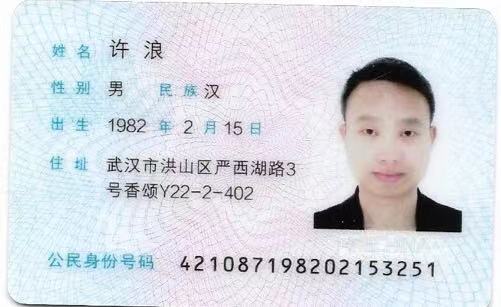 姓名 许浪
性别 男 民族 汉
出生 1982 年 2 月 15 日
住址 武汉市洪山区严西湖路3
号香颂Y22-2-402
公民身份号码 421087198202153251